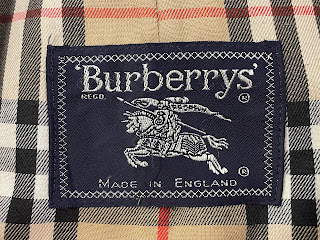 'Burberrys'
REGD. ®
®
MADE IN ENGLAND